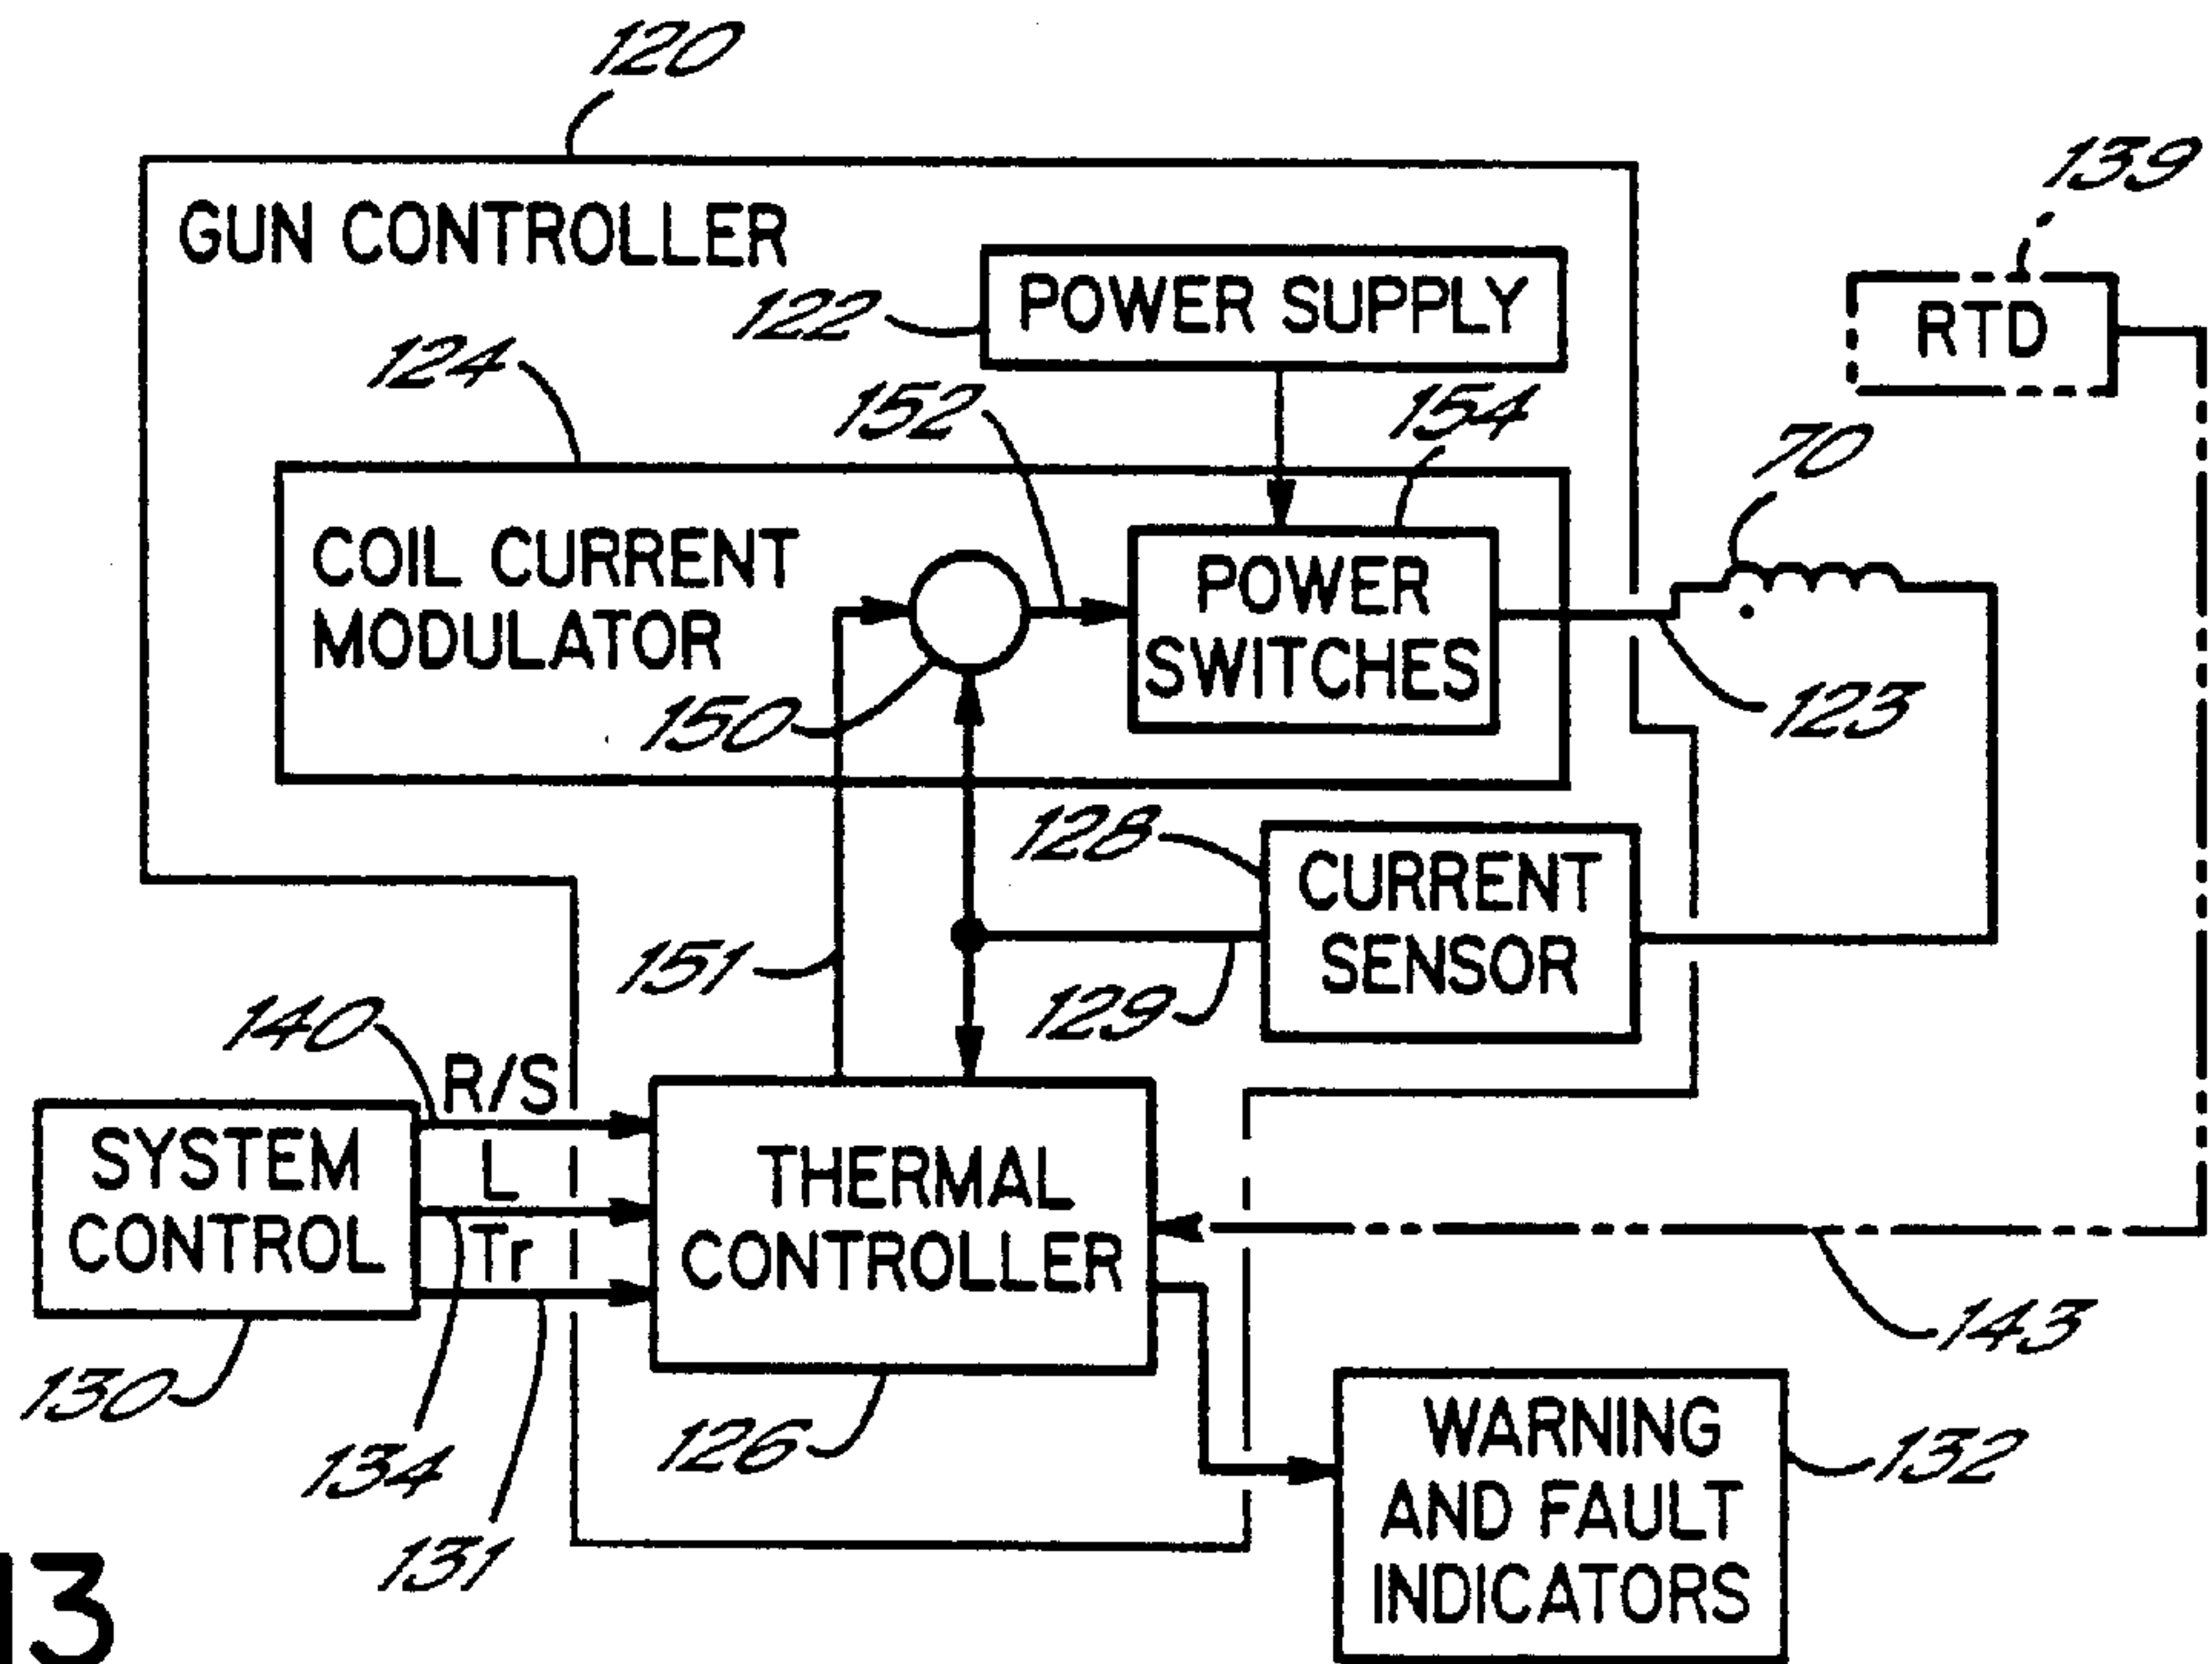 120
139
GUN CONTROLLER
122
POWER SUPPLY
RTD
124
152
154
70
COIL CURRENT
MODULATOR
POWER
SWITCHES
150
123
128
CURRENT
SENSOR
151
129
140
R/S
SYSTEM
CONTROL
L
Tr
THERMAL
CONTROLLER
143
130
134
131
126
WARNING
AND FAULT
INDICATORS
132
13